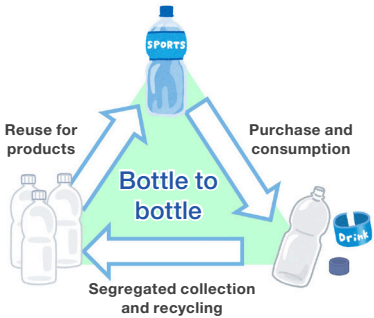 SPORTS
Reuse for
products
Purchase and
consumption
Bottle to
bottle
Drink
Segregated collection
and recycling